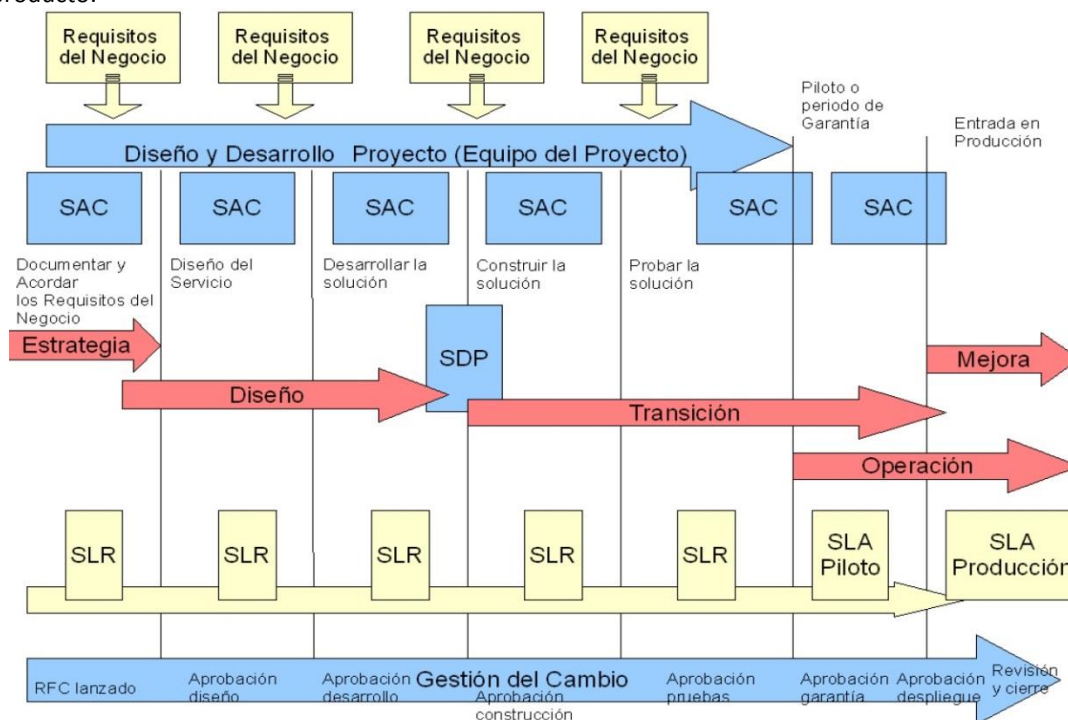 producto.
Requisitos
del Negocio
Requisitos
del Negocio
Requisitos
del Negocio
Requisitos
del Negocio
Piloto o
periodo de
Garantía
Entrada en
Producción
Diseño y Desarrollo Proyecto (Equipo del Proyecto)
SAC
SAC
SAC
SAC
SAC
SAC
Documentar y
Acordar
los Requisitos del
Negocio
Diseño del
Servicio
Desarrollar la
solución
Construir la
solución
Probar la
solución
Estrategia
SDP
Mejora
Diseño
Transición
Operación
SLR
SLR
SLR
SLR
SLR
SLA
Piloto
SLA
Producción
Gestión del Cambio
RFC lanzado
Aprobación
diseño
Aprobación
desarrollo
Aprobación
construcción
Aprobación
pruebas
Aprobación
garantía
Aprobación
despliegue
Revisión
y cierre